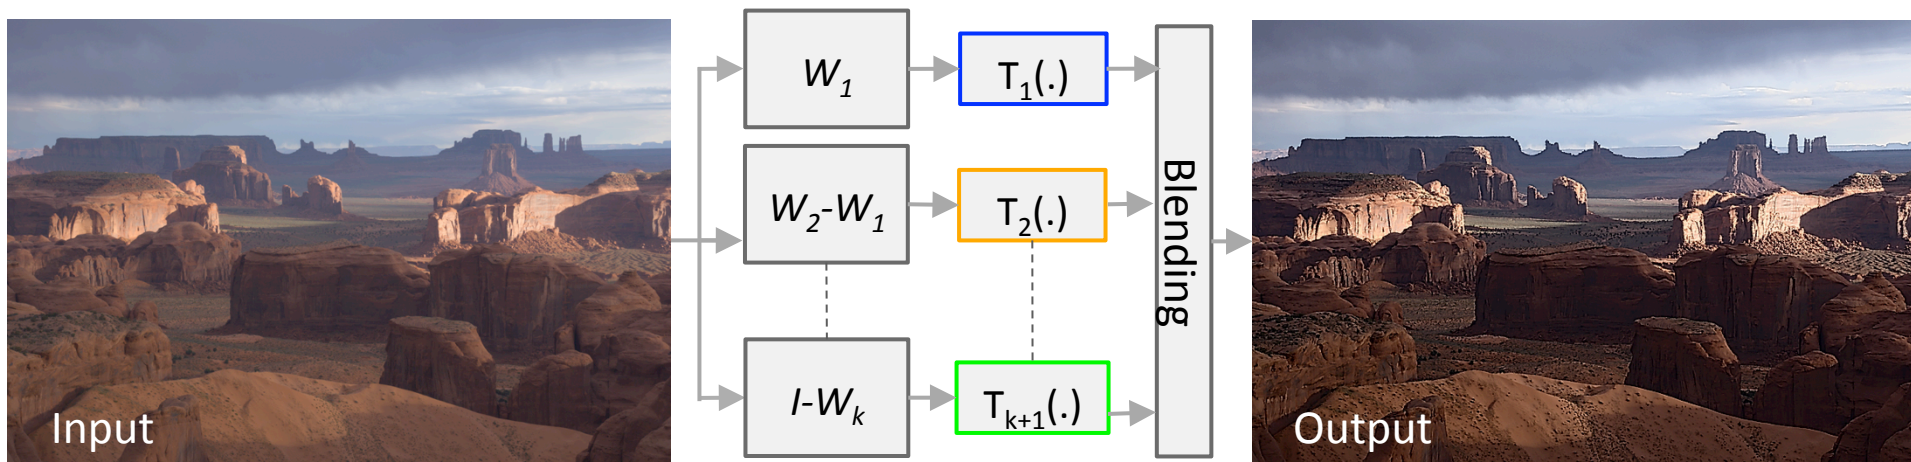 Input
W₁
T₁(.)
W₂-W₁
T₂(.)
I-Wₖ
Tₖ₊₁(.)
Blending
Output